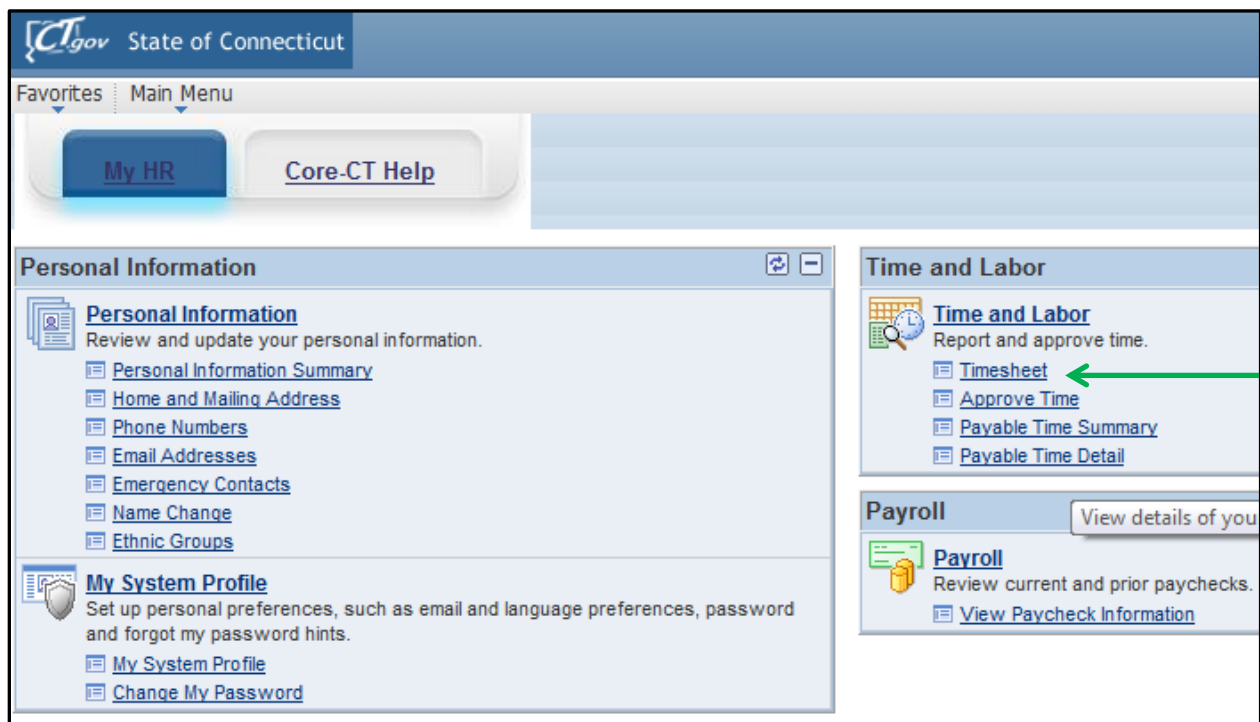 CT.gov State of Connecticut
Favorites Main Menu
My HR Core-CT Help
Personal Information
Personal Information
Review and update your personal information.
Personal Information Summary
Home and Mailing Address
Phone Numbers
Email Addresses
Emergency Contacts
Name Change
Ethnic Groups
My System Profile
Set up personal preferences, such as email and language preferences, password
and forgot my password hints.
My System Profile
Change My Password
Time and Labor
Time and Labor
Report and approve time.
Timesheet
Approve Time
Payable Time Summary
Payable Time Detail
Payroll
View details of you
Payroll
Review current and prior paychecks.
View Paycheck Information